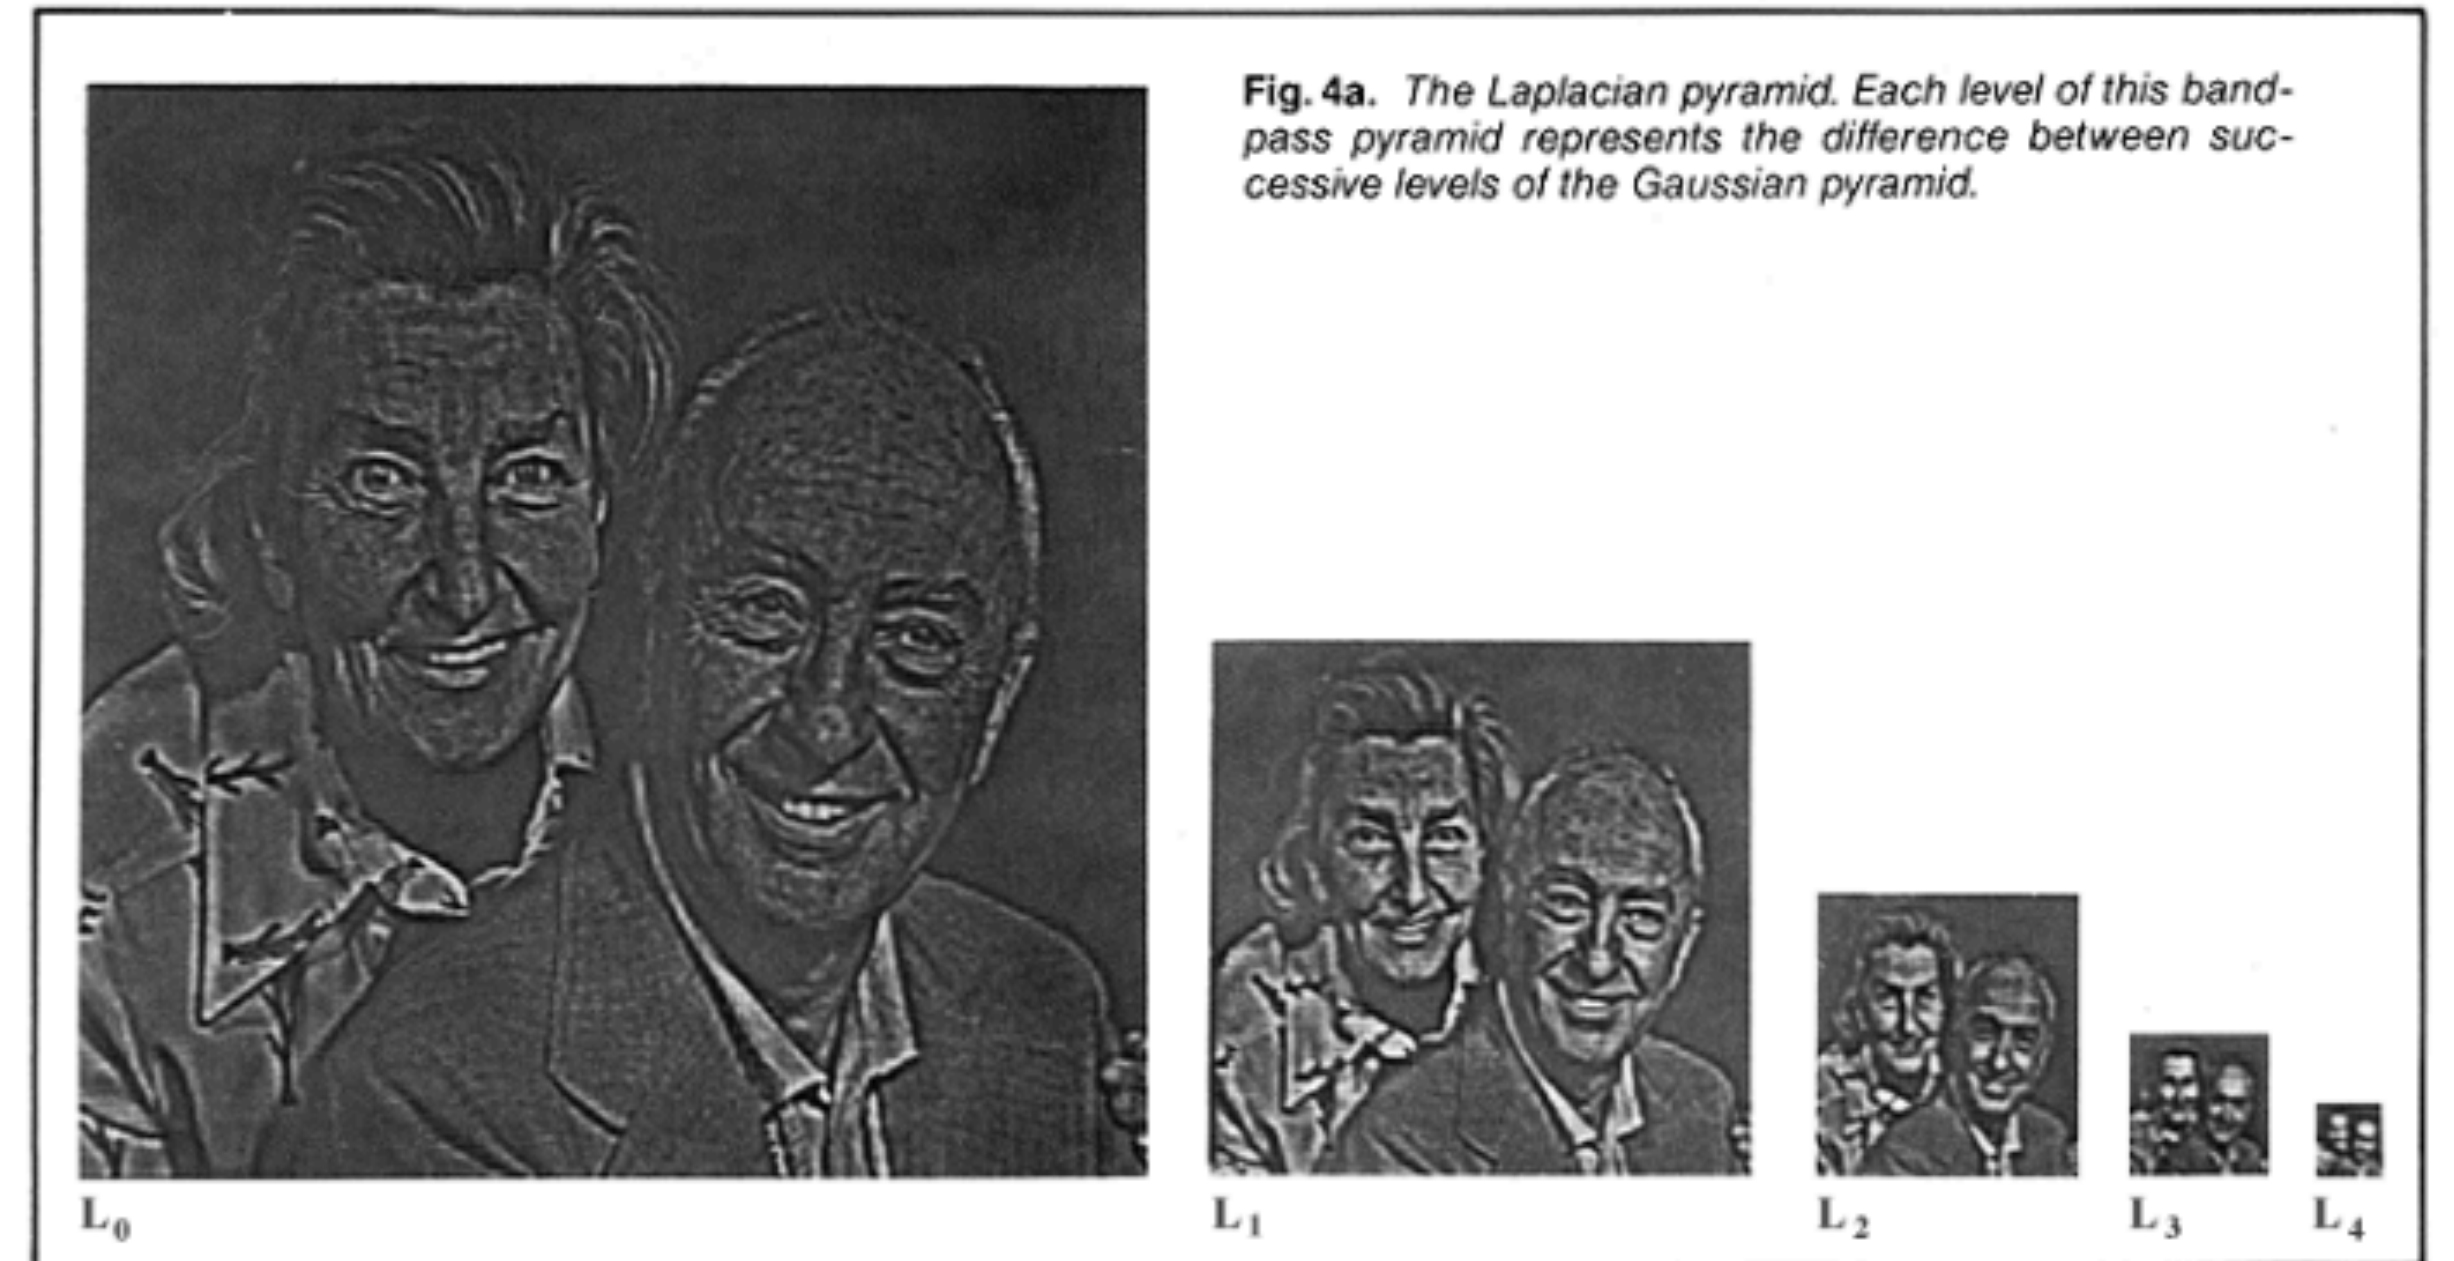 Fig. 4a. The Laplacian pyramid. Each level of this band-
pass pyramid represents the difference between suc-
cessive levels of the Gaussian pyramid.
L0
L1
L2
L3
L4